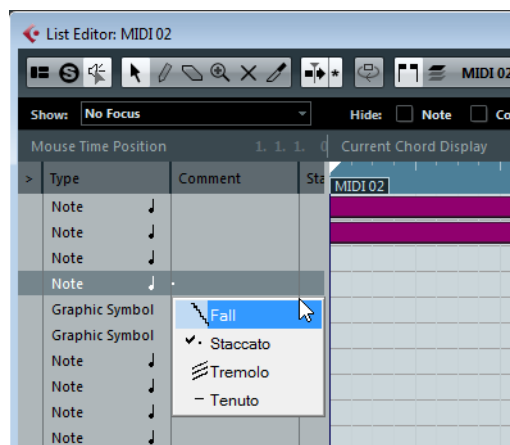 List Editor: MIDI 02
MIDI 02
Show: No Focus Hide: Note Co
Mouse Time Position 1. 1. 1. 0 Current Chord Display
> Type Comment Sta
MIDI 02
Note
Note
Note
Note
Graphic Symbol
Graphic Symbol
Note
Note
Note
Note
Fall
Staccato
Tremolo
Tenuto